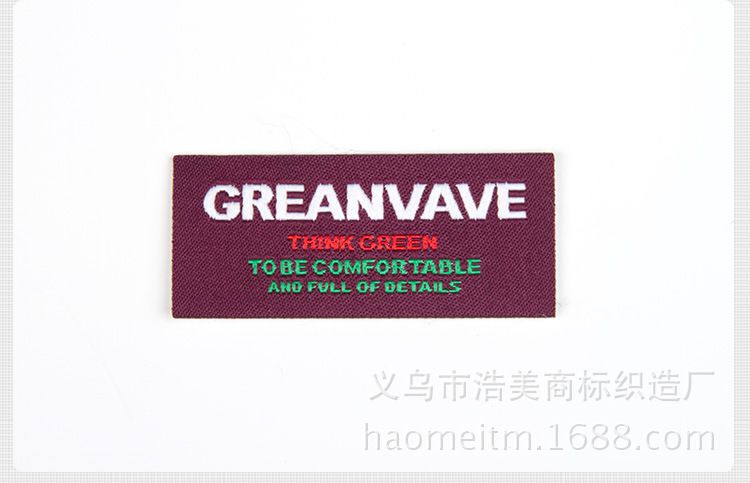 GREANVAVE
THINK GREEN
TO BE COMFORTABLE
AND FULL OF DETAILS
义乌市浩美商标织造厂
haomeitm.1688.com